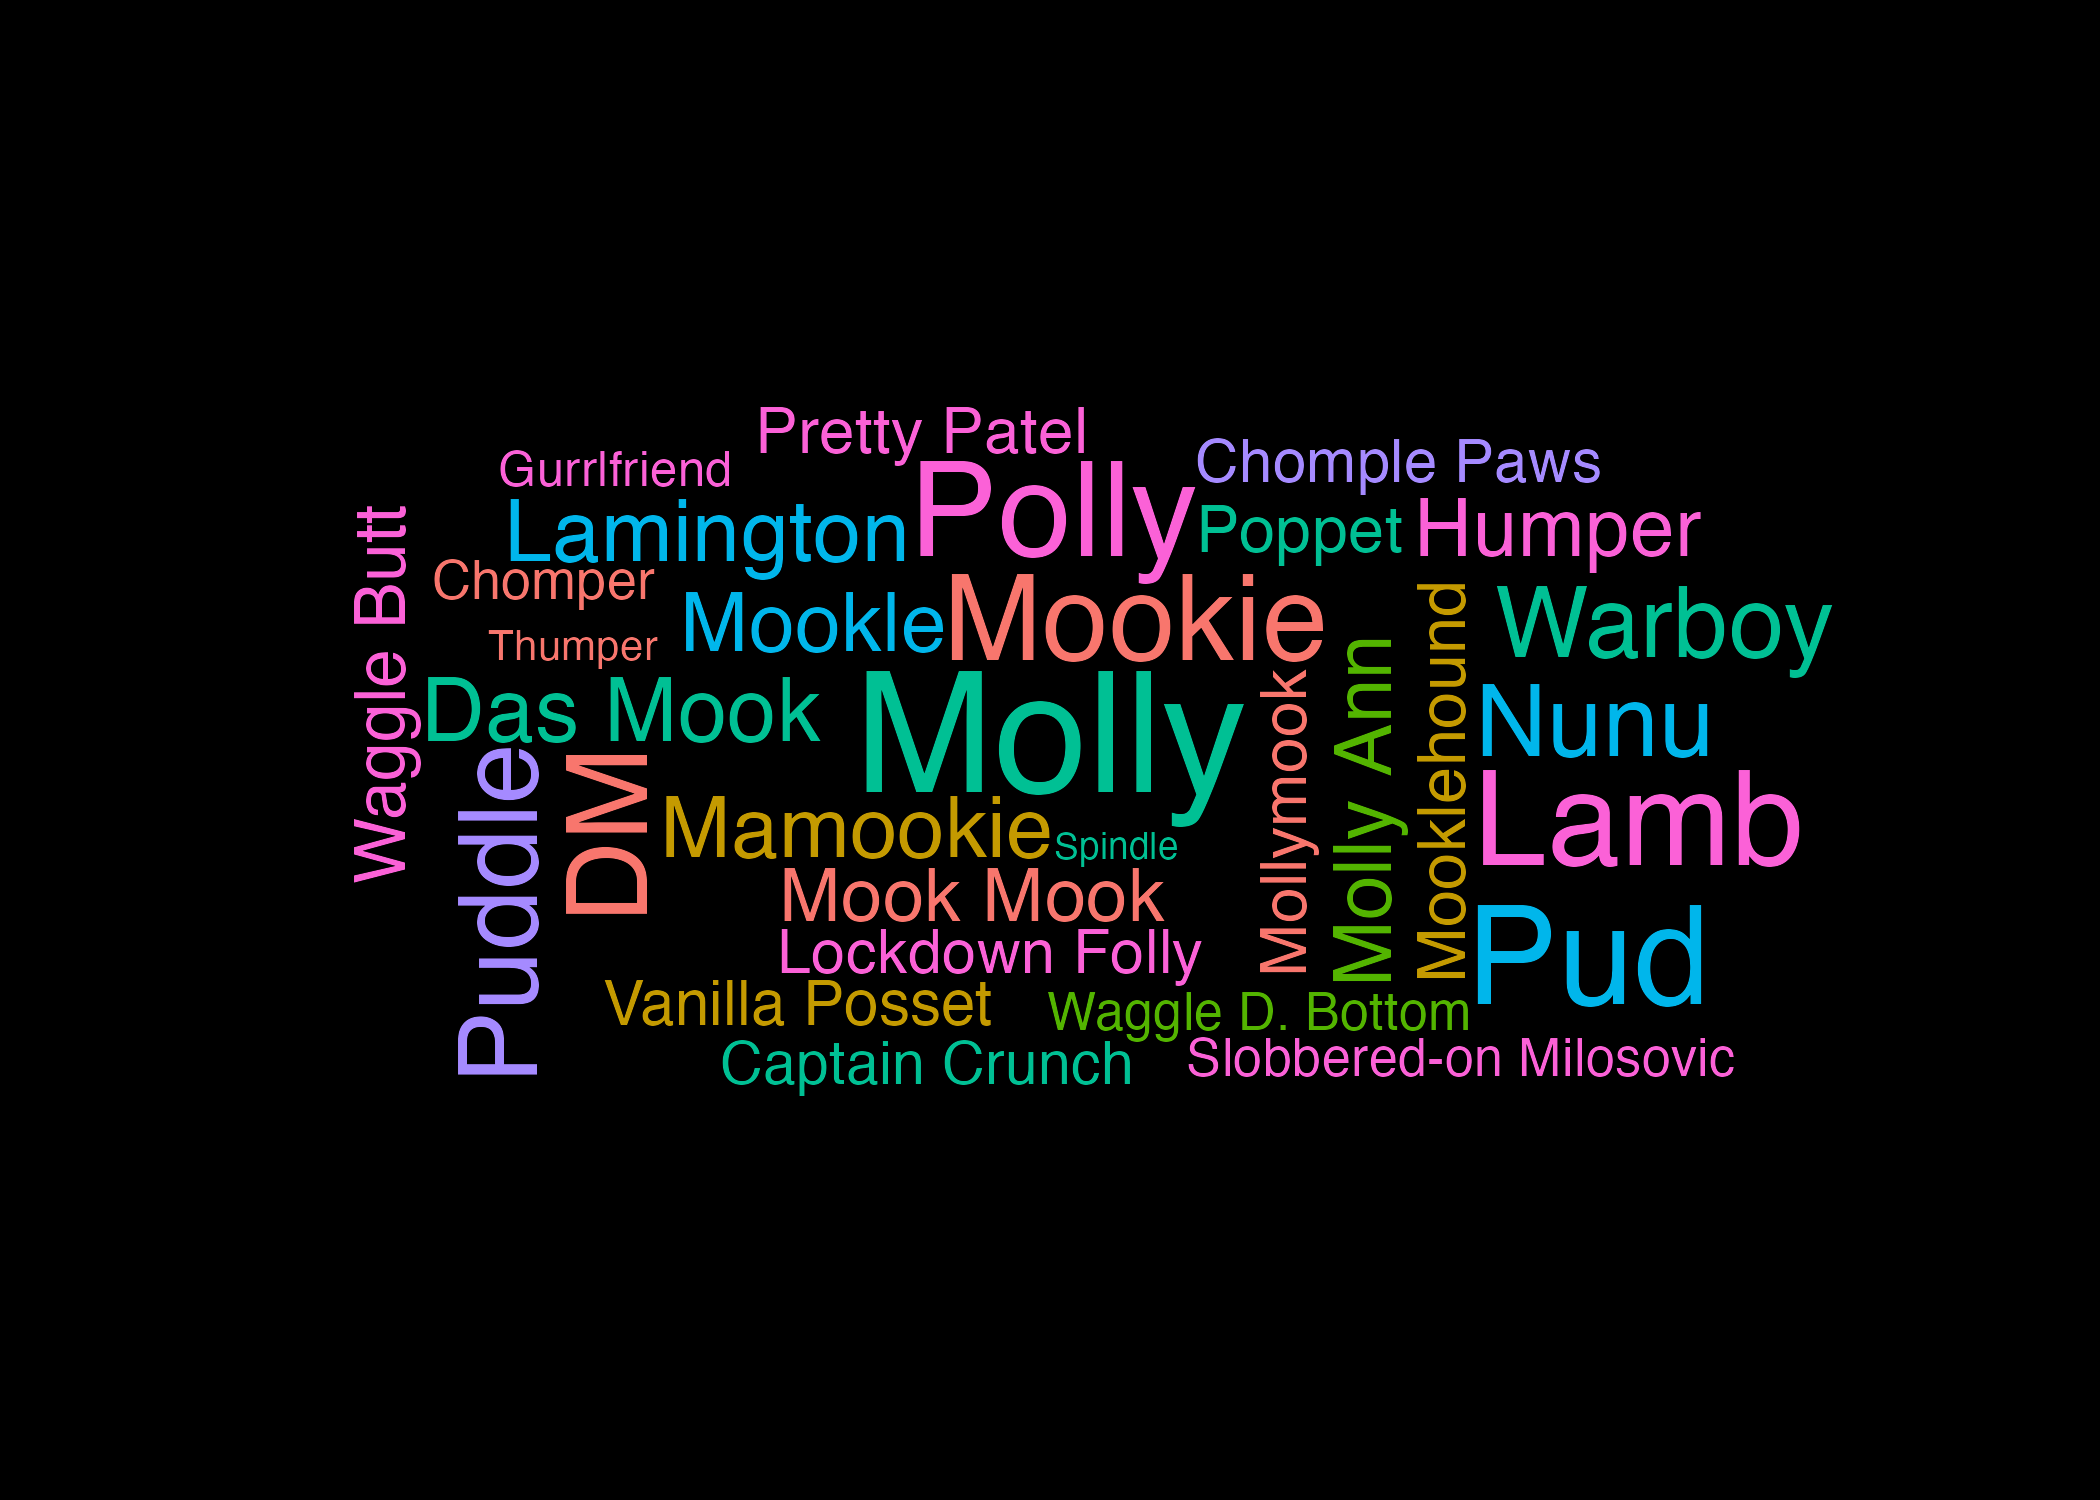 Pretty Patel
Gurrlfriend
Polly
Chomple Paws
Lamington
Poppet
Humper
Waggle Butt
Chomper
Mookle
Mookie
Warboy
Thumper
Das Mook
Molly
Mollymook
Molly Ann
Mooklehound
Nunu
Puddle
DM
Mamookie
Spindle
Lamb
Mook Mook
Lockdown Folly
Pud
Vanilla Posset
Waggle D. Bottom
Captain Crunch
Slobbered-on Milosovic